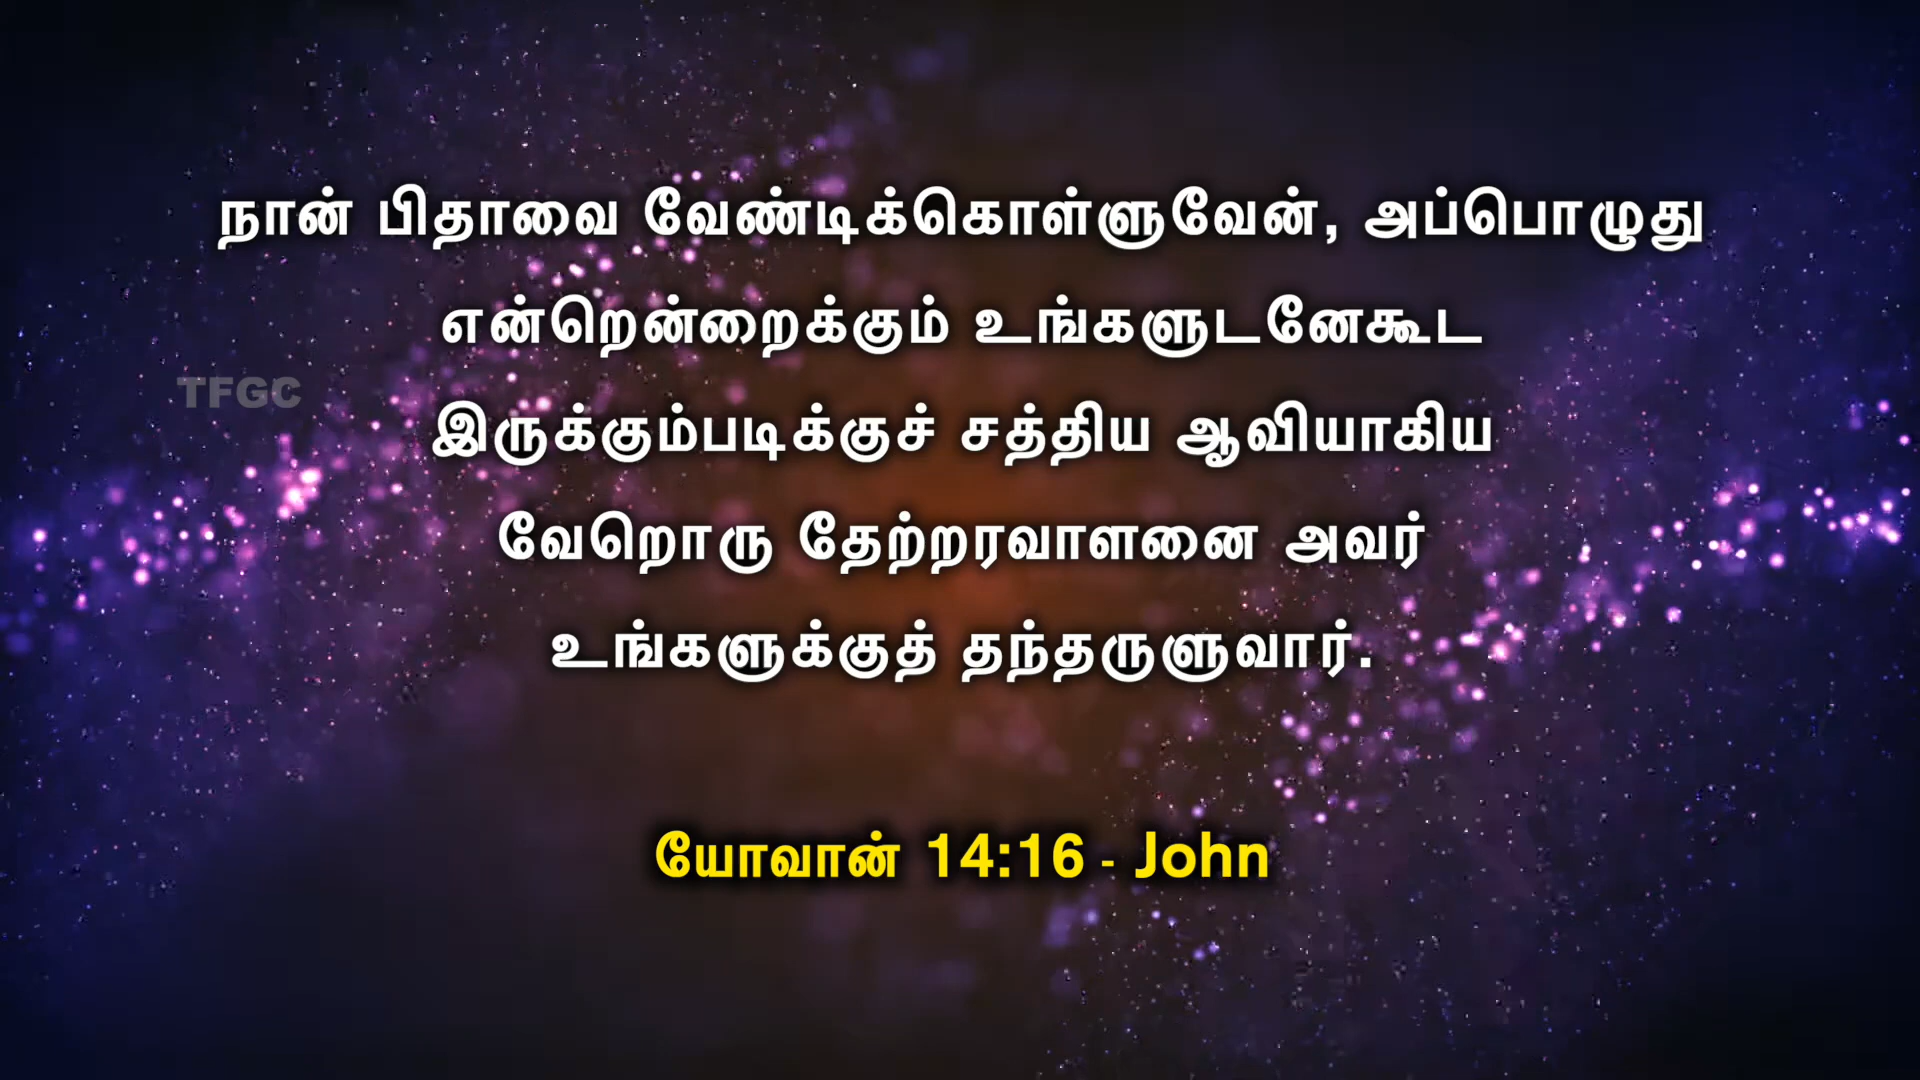 நான் பிதாவை வேண்டிக்கொள்ளுவேன், அப்பொழுது
என்றென்றைக்கும் உங்களுடனேகூட
TFGC
இருக்கும்படிக்குச் சத்திய ஆவியாகிய
வேறொரு தேற்றரவாளனை அவர்
உங்களுக்குத் தந்தருளுவார்.
யோவான் 14:16 - John